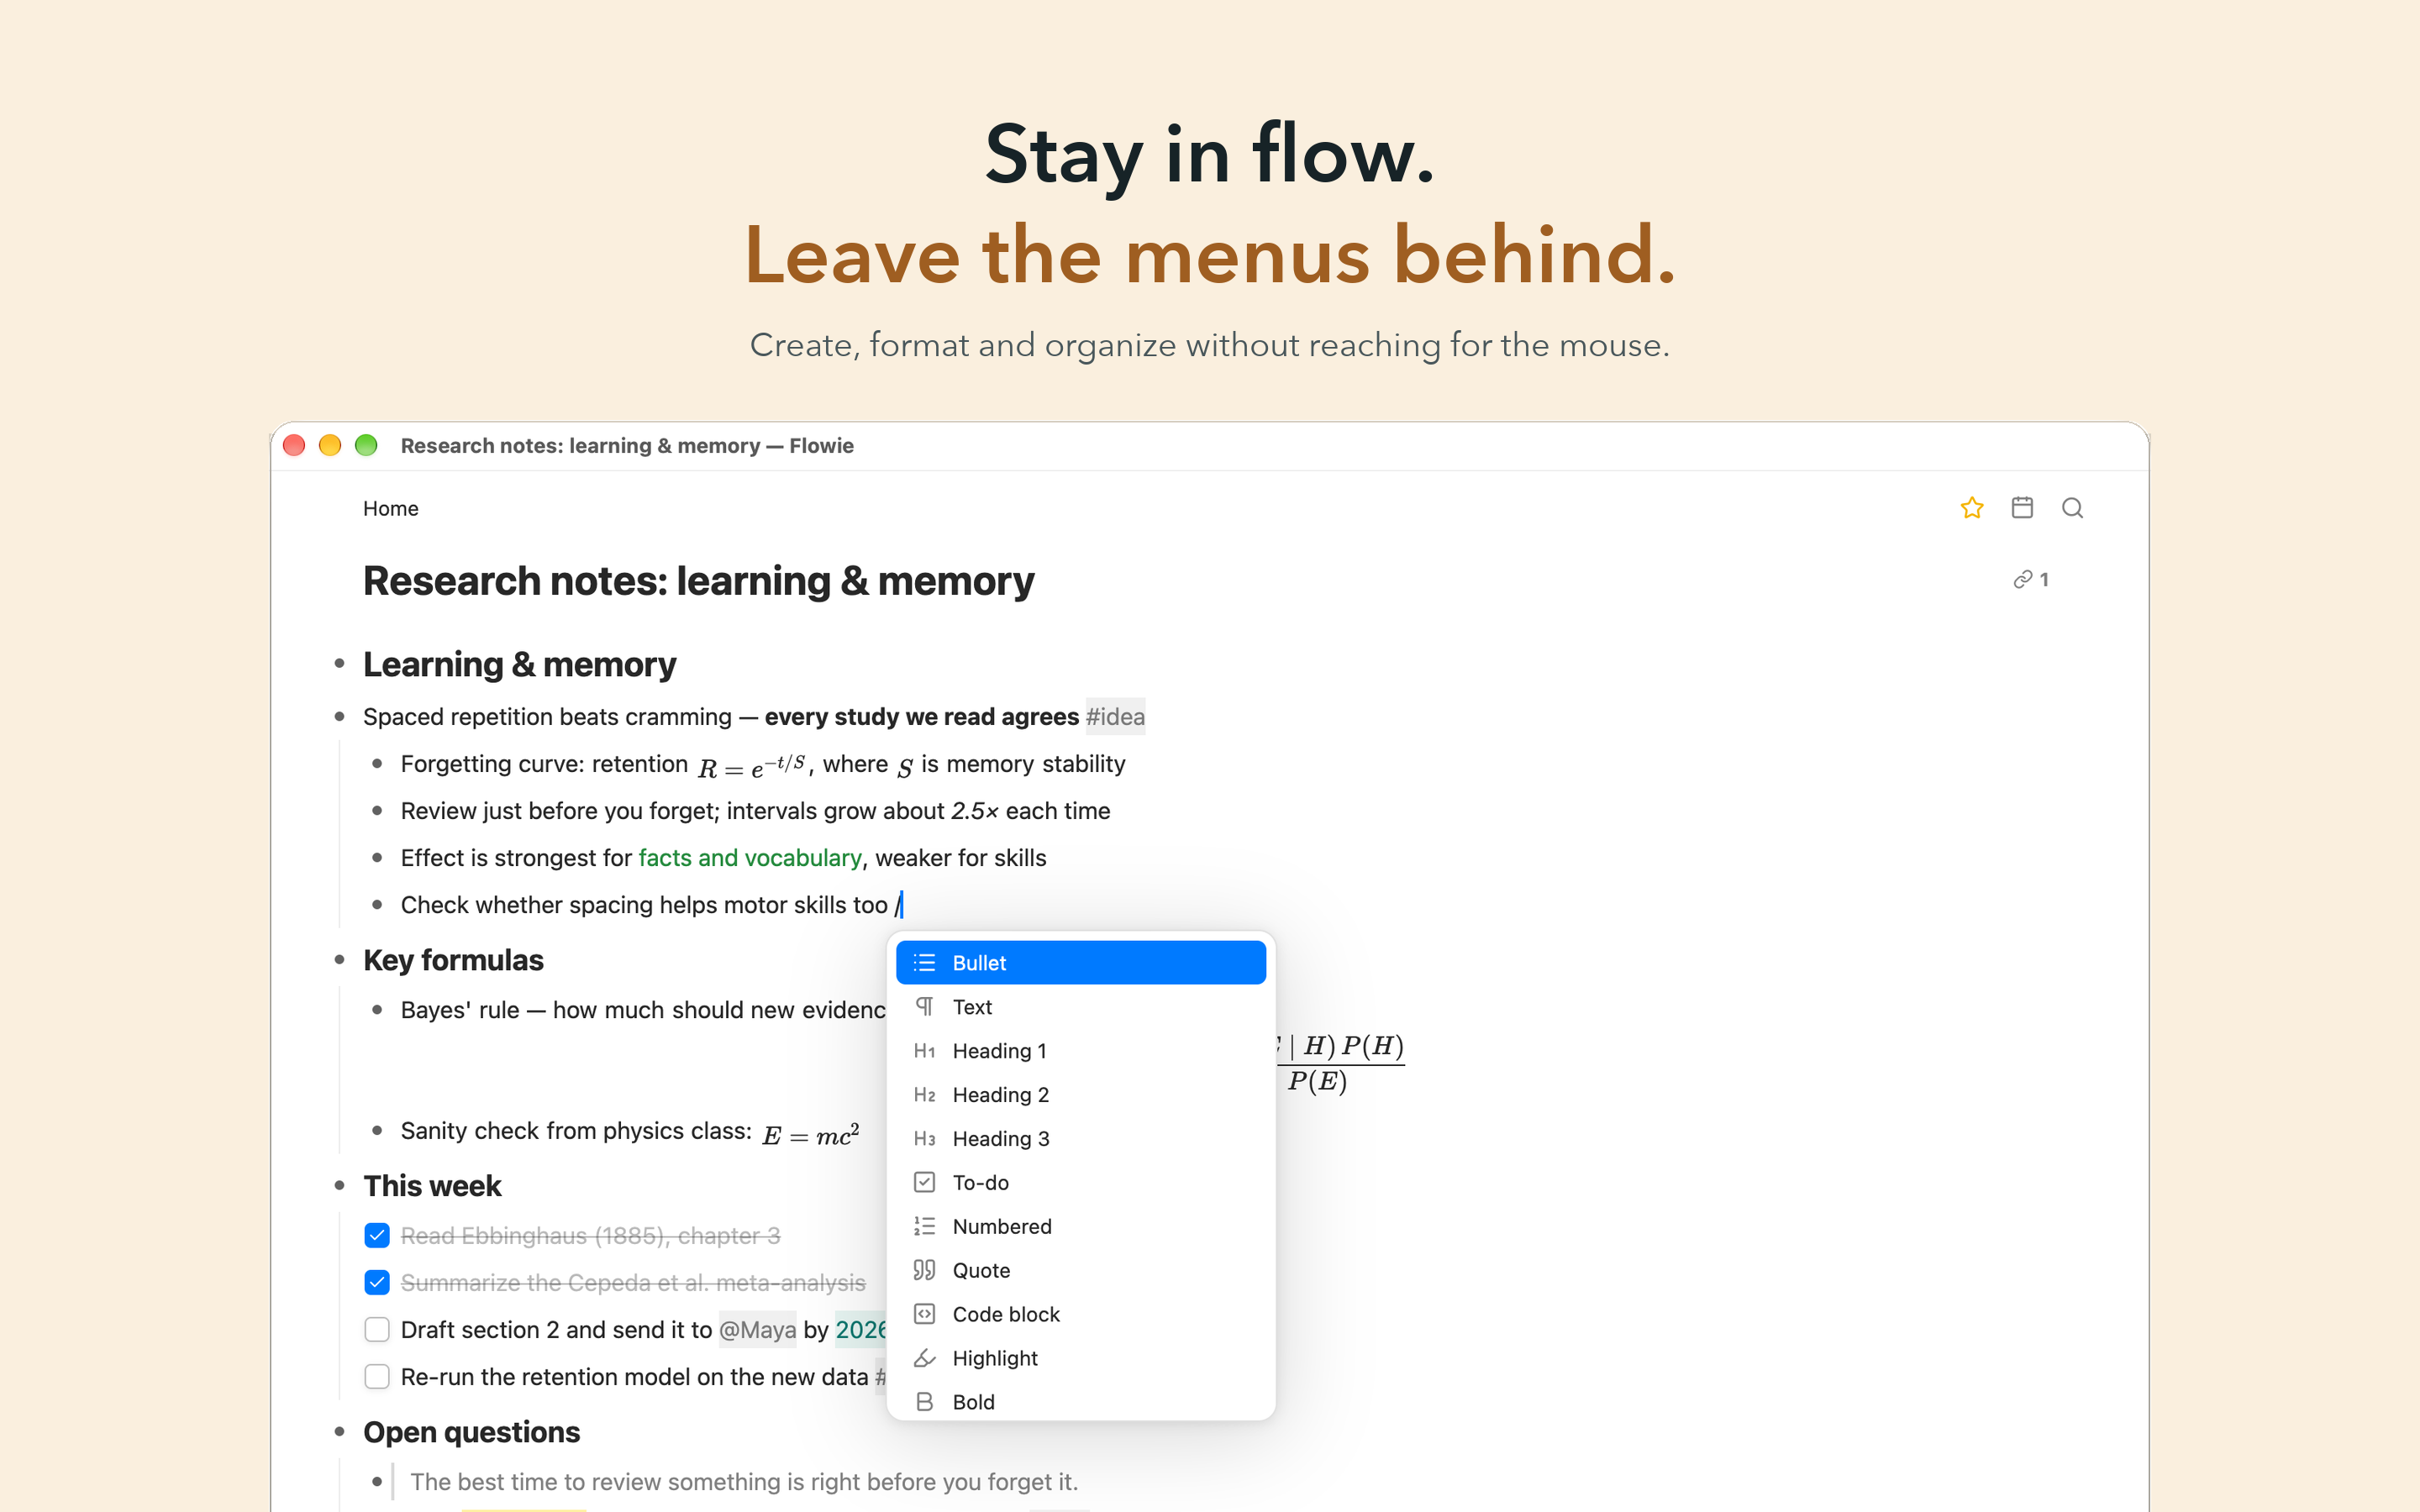 Stay in flow.
Leave the menus behind.
Create, format and organize without reaching for the mouse.
Research notes: learning & memory — Flowie
Home
Research notes: learning & memory
1
Learning & memory
Spaced repetition beats cramming — every study we read agrees #idea
Forgetting curve: retention R = e^{−t/S}, where S is memory stability
Review just before you forget; intervals grow about 2.5× each time
Effect is strongest for facts and vocabulary, weaker for skills
Check whether spacing helps motor skills too /
Bullet
Text
H1 Heading 1
H2 Heading 2
H3 Heading 3
To-do
Numbered
Quote
Code block
Highlight
B Bold
Key formulas
Bayes' rule — how much should new
| H) P(H)
P(E)
Sanity check from physics class: E = mc²
This week
Read Ebbinghaus (1885), chapter 3
Summarize the Cepeda et al. meta-analysis
Draft section 2 and send it to @Maya by
Re-run the retention model on the new data #
Open questions
The best time to review something is right before you forget it.